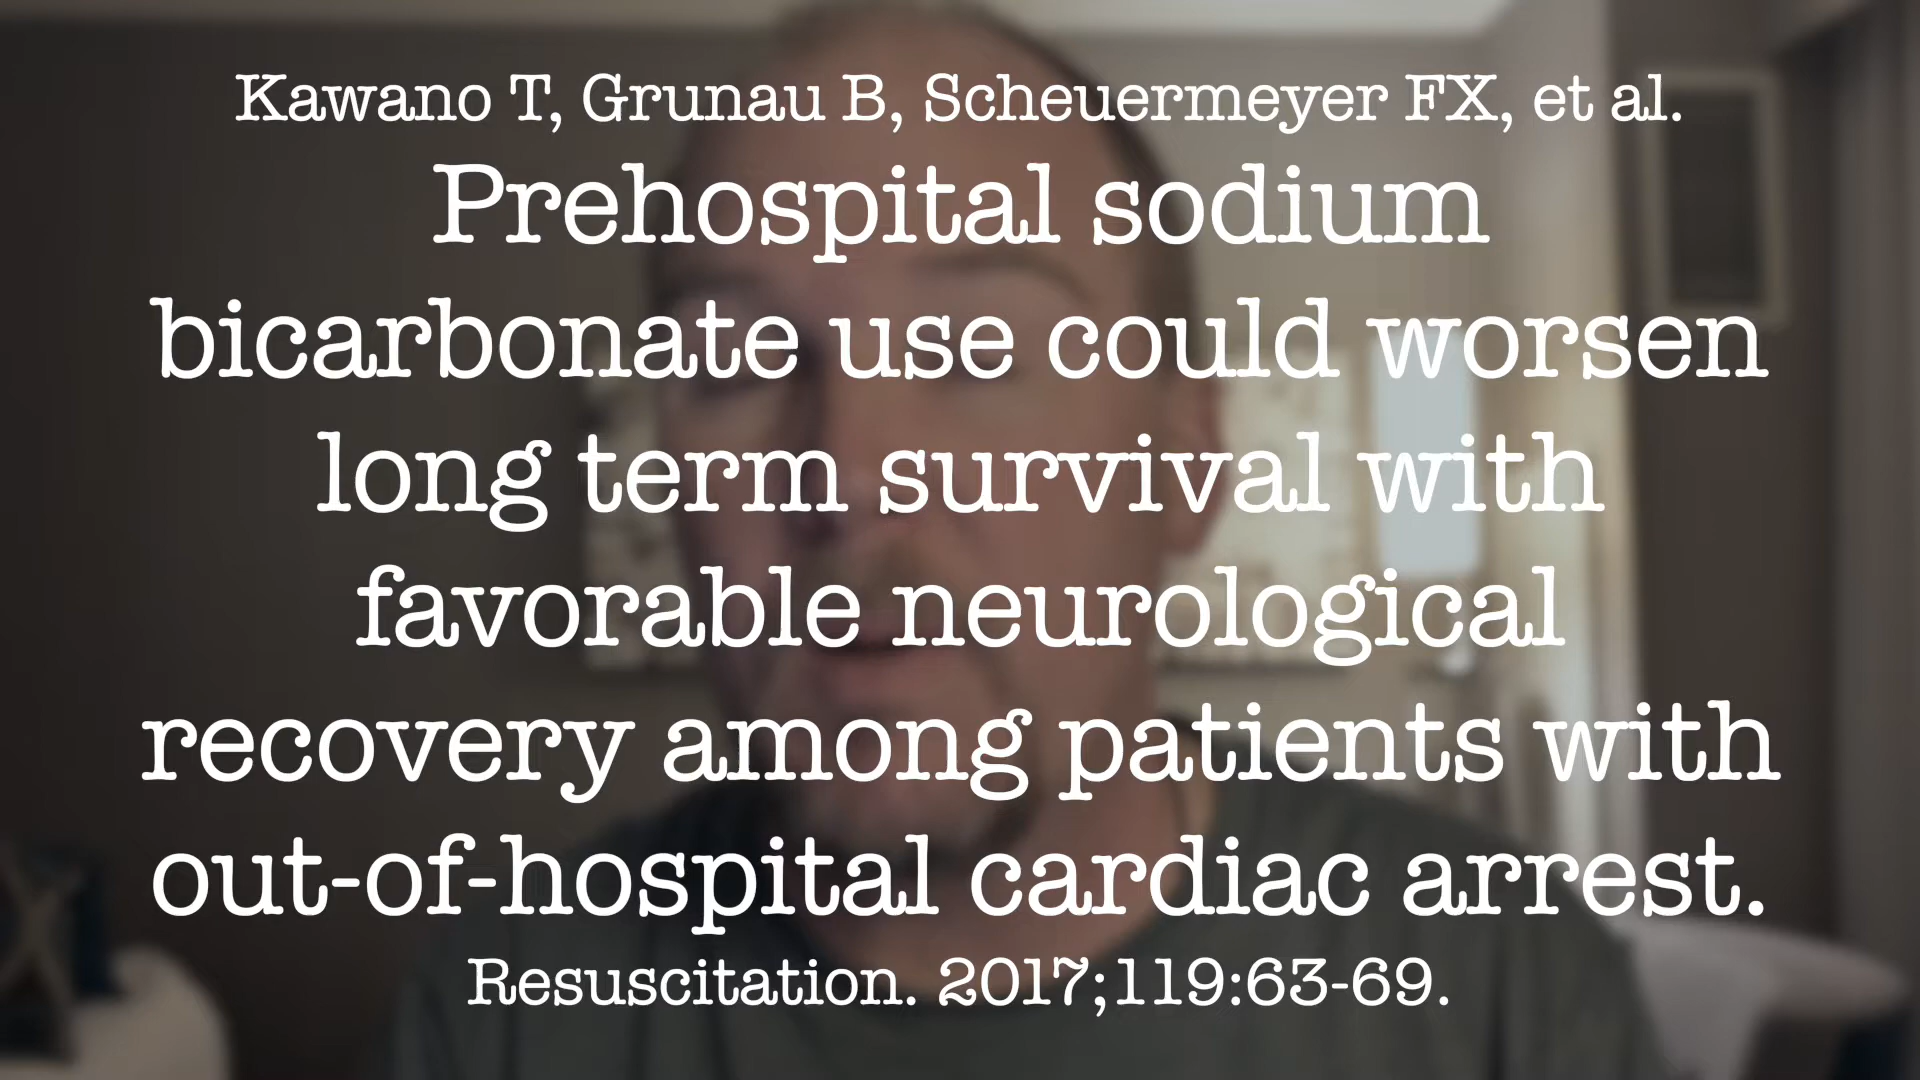 Kawano T, Grunau B, Scheuermeyer FX, et al.
Prehospital sodium
bicarbonate use could worsen
long term survival with
favorable neurological
recovery among patients with
out-of-hospital cardiac arrest.
Resuscitation. 2017;119:63-69.